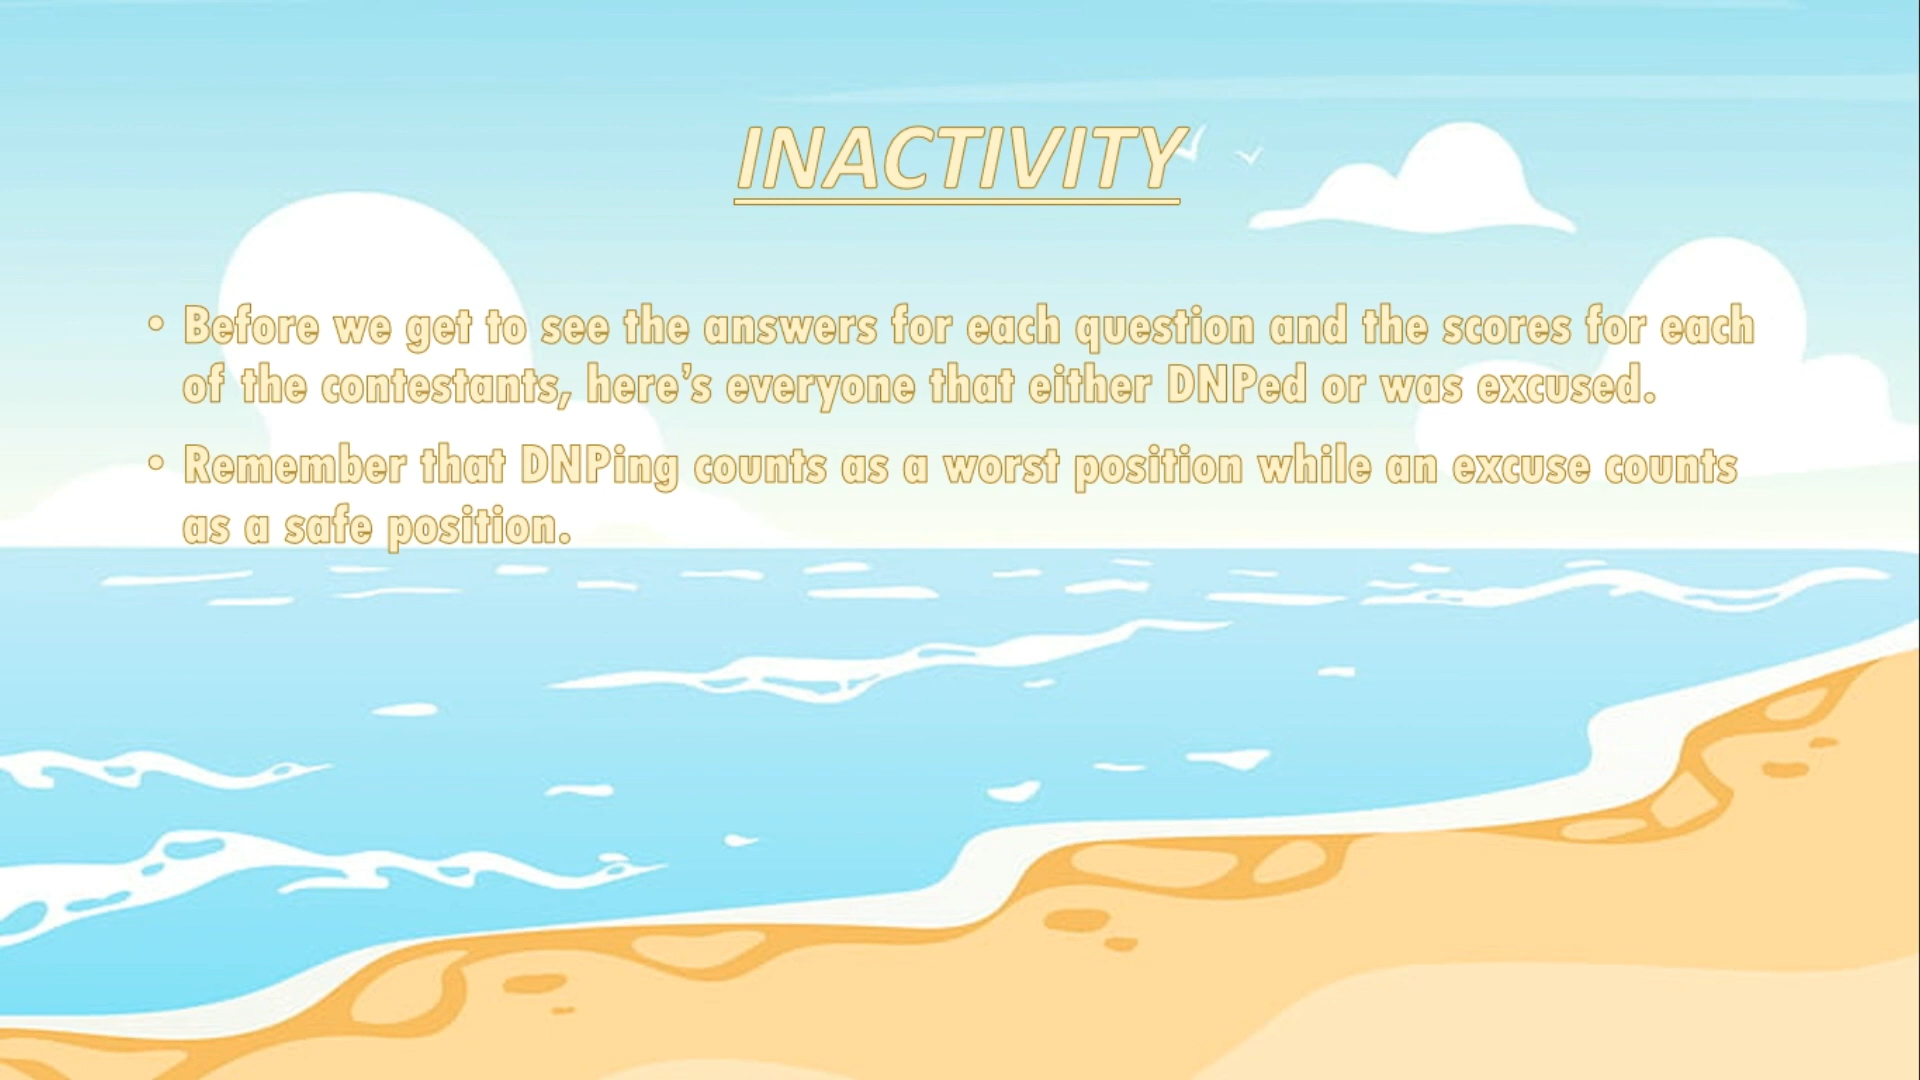 INACTIVITY
• Before we get to see the answers for each question and the scores for each
of the contestants, here’s everyone that either DNPed or was excused.
• Remember that DNPing counts as a worst position while an excuse counts
as a safe position.